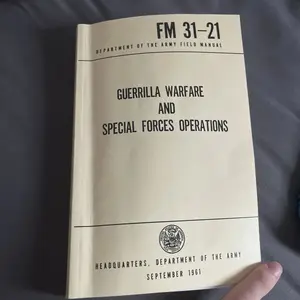 FM 31-21
DEPARTMENT OF THE ARMY FIELD MANUAL
GUERRILLA WARFARE
AND
SPECIAL FORCES OPERATIONS
HEADQUARTERS, DEPARTMENT OF THE ARMY
SEPTEMBER 1961